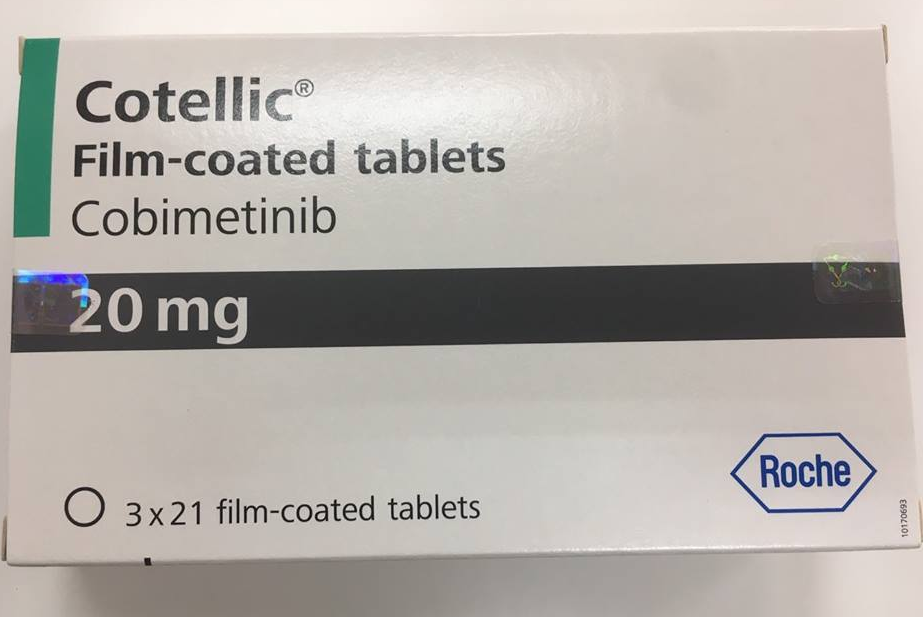 Cotellic®
Film-coated tablets
Cobimetinib
20 mg
3 x 21 film-coated tablets
Roche
10170693